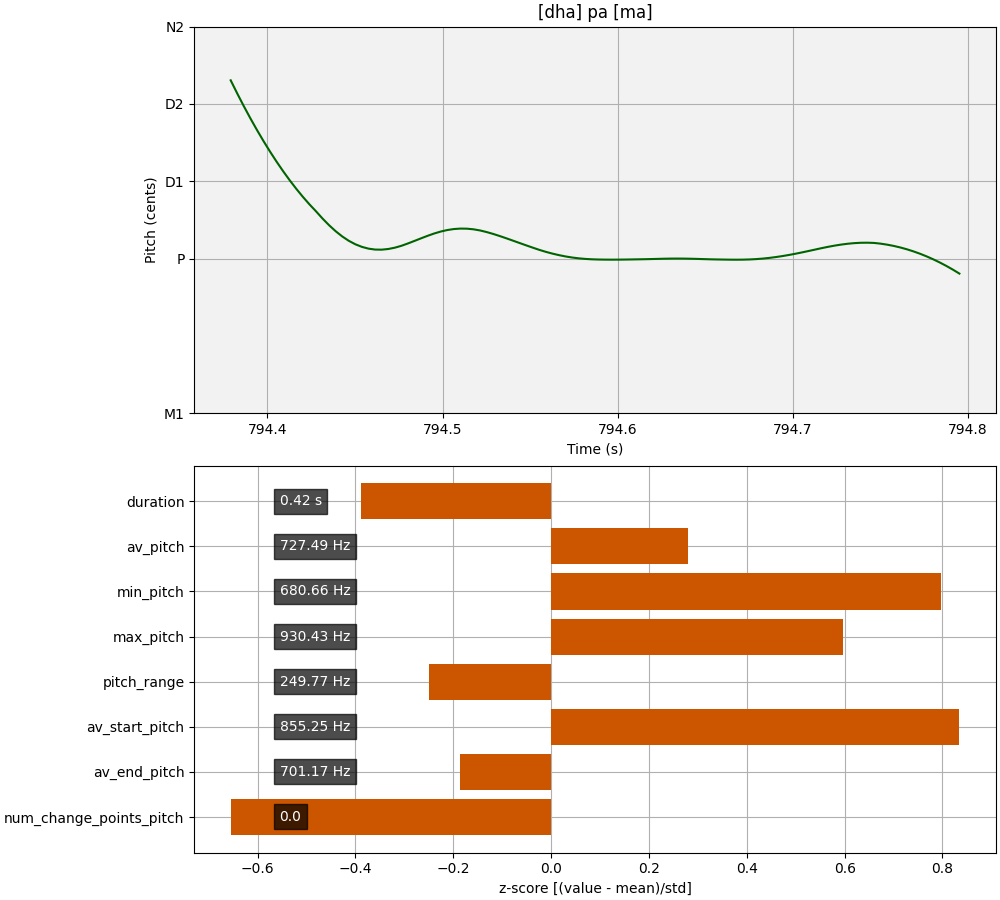 [dha] pa [ma]
N2
D2
D1
P
M1
Pitch (cents)
794.4 794.5 794.6 794.7 794.8
Time (s)
duration 0.42 s
av_pitch 727.49 Hz
min_pitch 680.66 Hz
max_pitch 930.43 Hz
pitch_range 249.77 Hz
av_start_pitch 855.25 Hz
av_end_pitch 701.17 Hz
num_change_points_pitch 0.0
−0.6 −0.4 −0.2 0.0 0.2 0.4 0.6 0.8
z-score [(value - mean)/std]